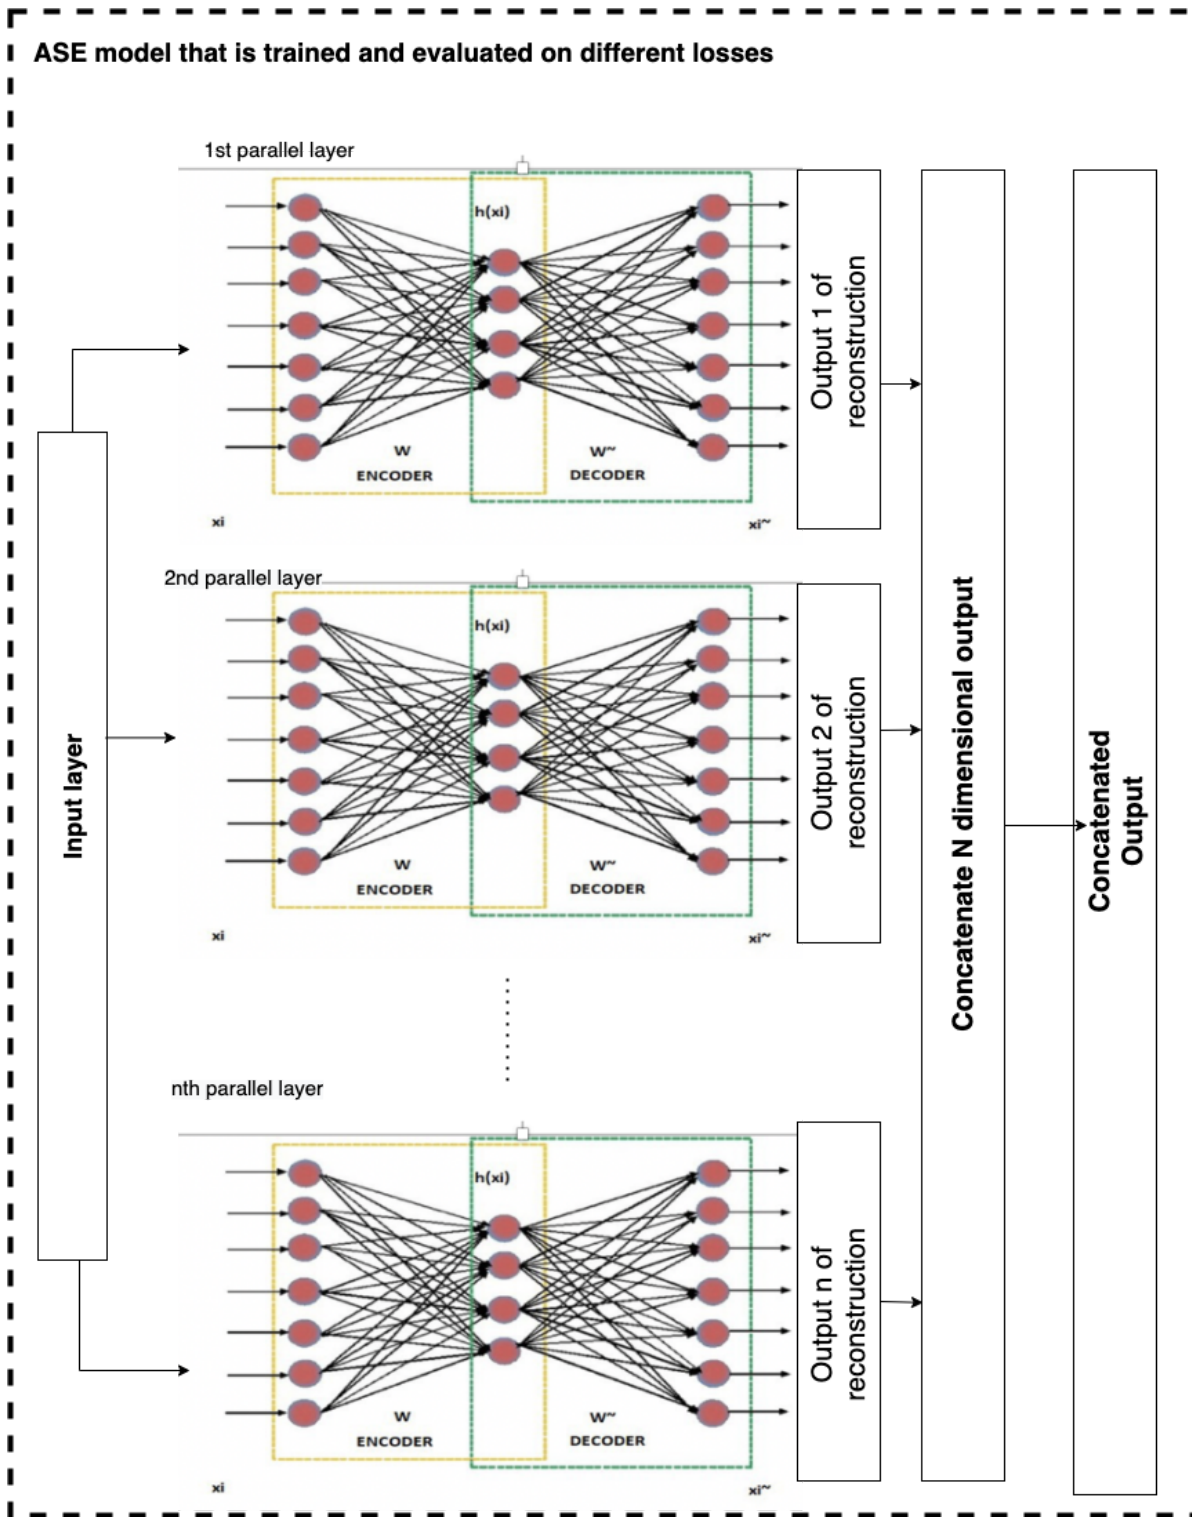 ASE model that is trained and evaluated on different losses
1st parallel layer
h(xi)
W
ENCODER
W~
DECODER
xi
xi~
Output 1 of
reconstruction
2nd parallel layer
h(xi)
W
ENCODER
W~
DECODER
xi
xi~
Output 2 of
reconstruction
nth parallel layer
h(xi)
W
ENCODER
W~
DECODER
xi
xi~
Output n of
reconstruction
Input layer
Concatenate N dimensional output
Concatenated
Output